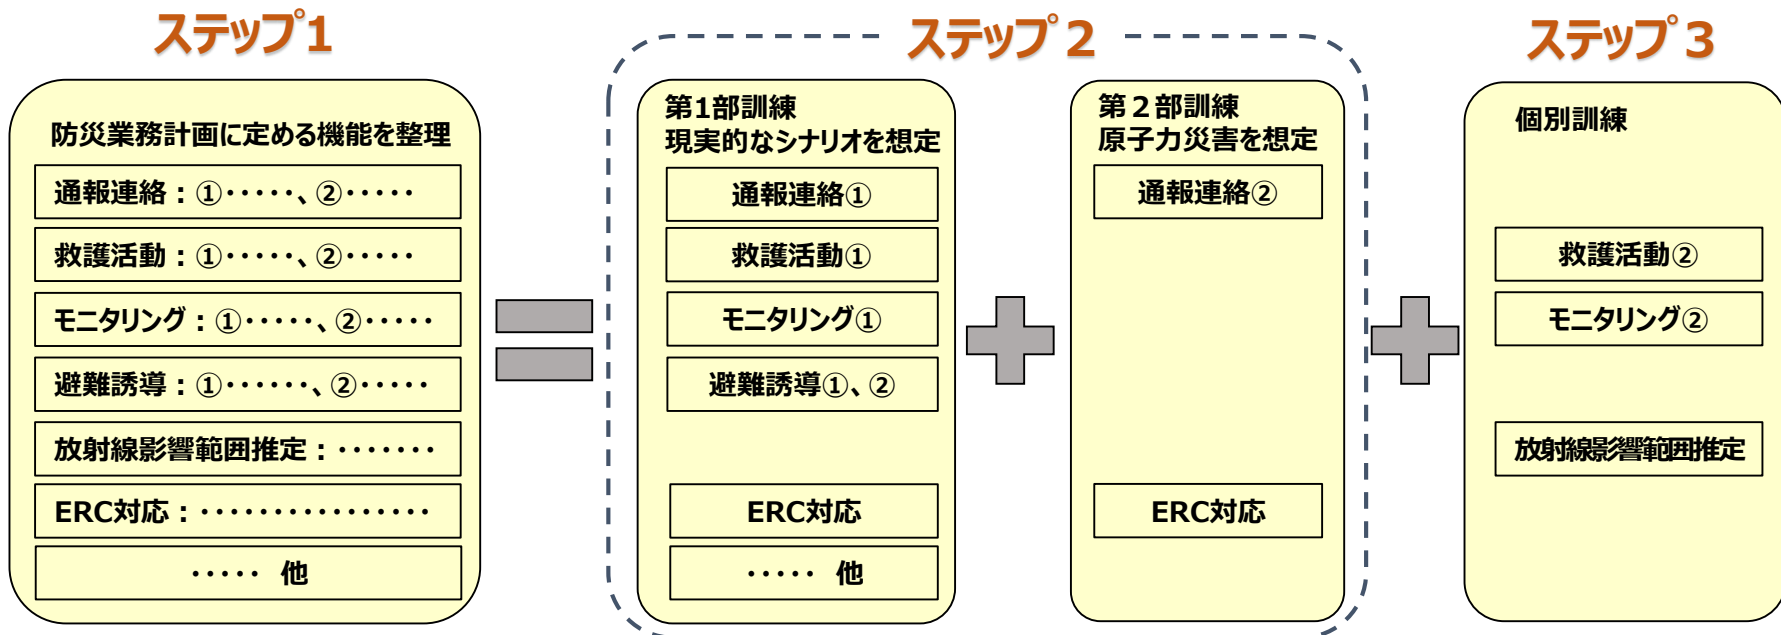 ステップ1
防災業務計画に定める機能を整理
通報連絡：①・・・・・、②・・・・・
救護活動：①・・・・・、②・・・・・
モニタリング：①・・・・・、②・・・・・
避難誘導：①・・・・・・、②・・・・・
放射線影響範囲推定：・・・・・・・
ERC対応：・・・・・・・・・・・・・・・・
・・・・・ 他
ステップ２
第1部訓練
現実的なシナリオを想定
通報連絡①
救護活動①
モニタリング①
避難誘導①、②
ERC対応
・・・・・ 他
第２部訓練
原子力災害を想定
通報連絡②
ERC対応
ステップ３
個別訓練
救護活動②
モニタリング②
放射線影響範囲推定